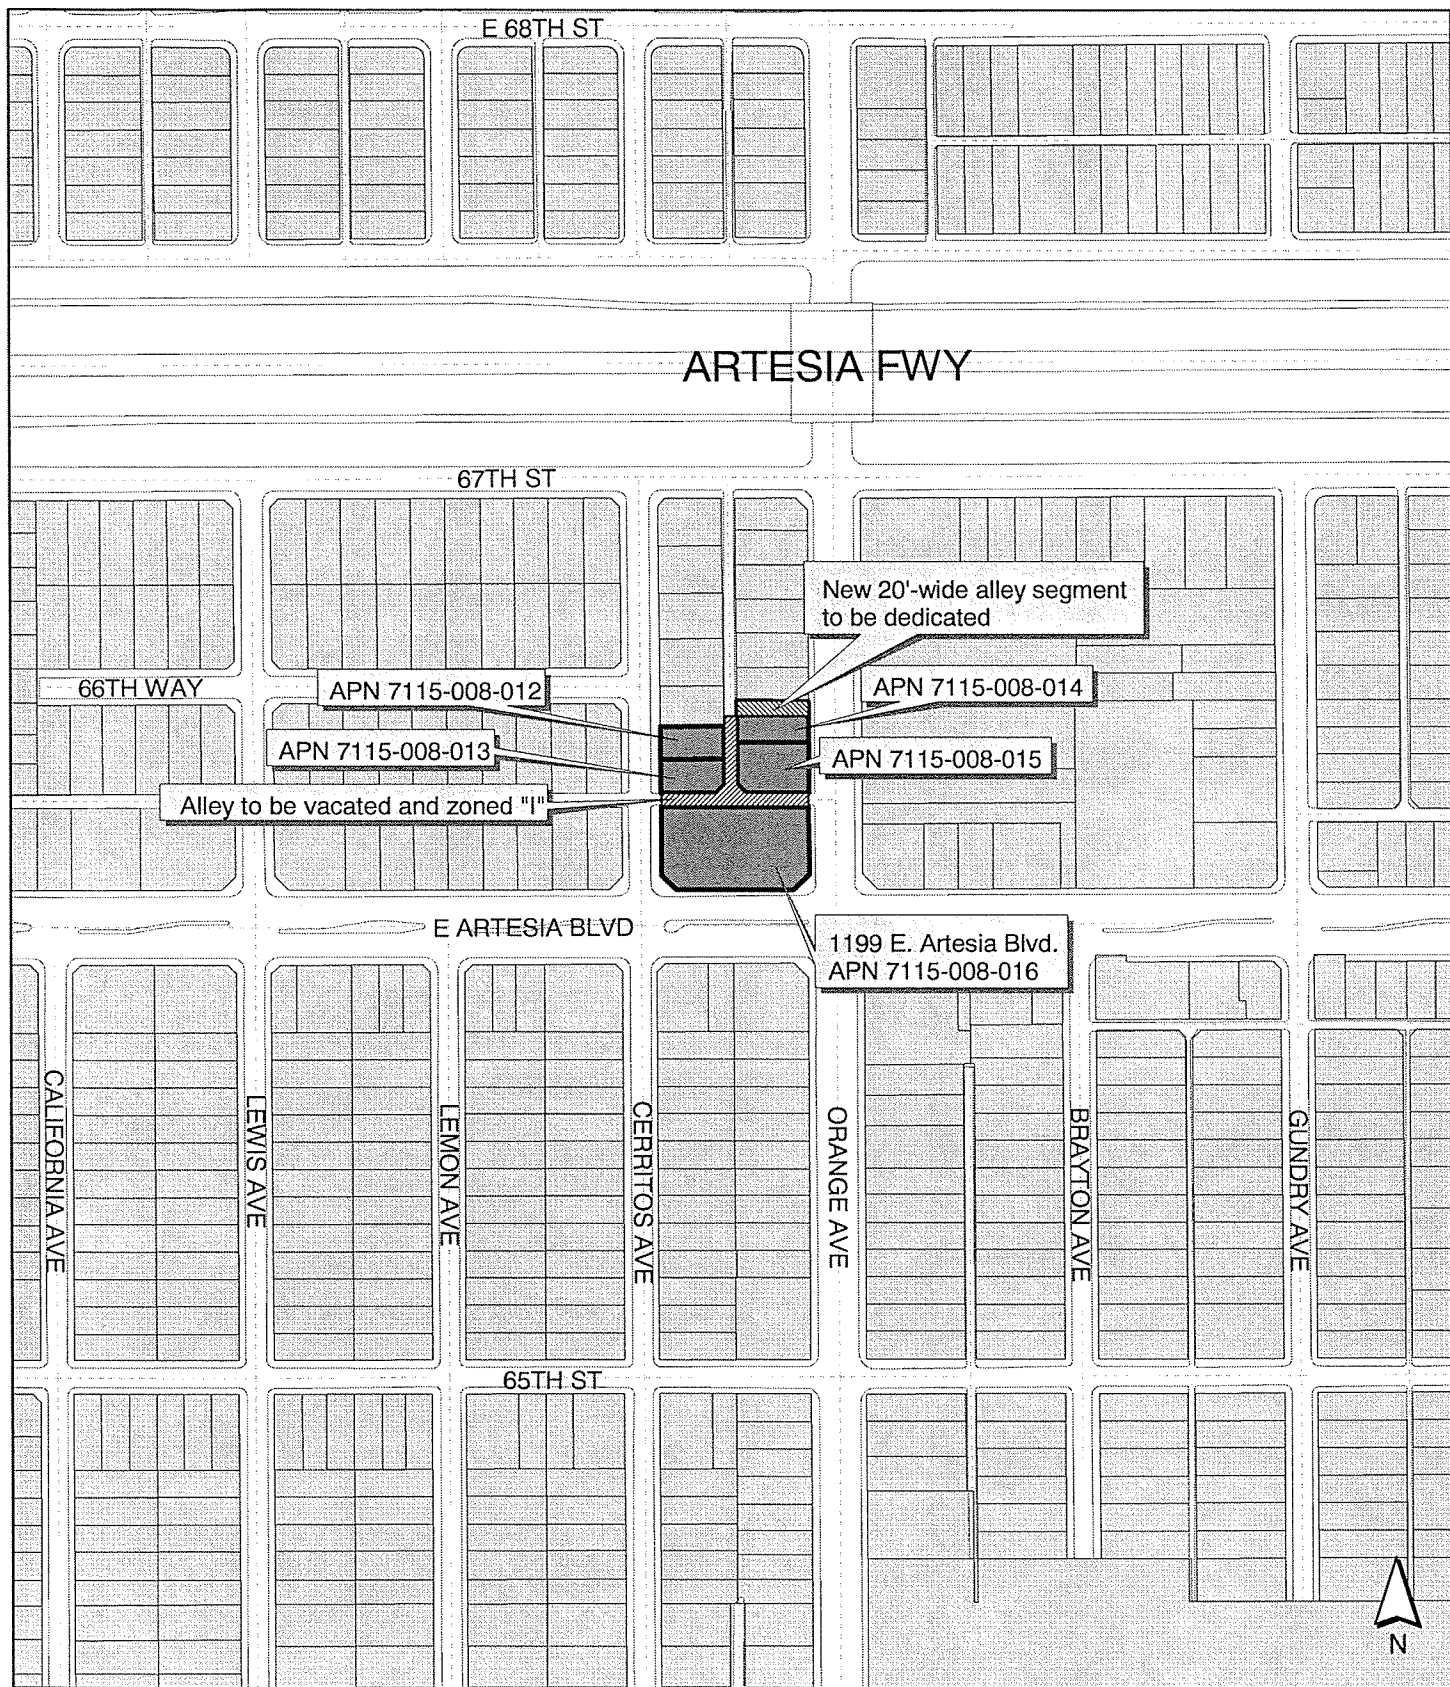 E 68TH ST
ARTESIA FWY
67TH ST
New 20'-wide alley segment
to be dedicated
66TH WAY
APN 7115-008-012
APN 7115-008-014
APN 7115-008-013
APN 7115-008-015
Alley to be vacated and zoned "I"
E ARTESIA BLVD
1199 E. Artesia Blvd.
APN 7115-008-016
CALIFORNIA AVE
LEWIS AVE
LEMON AVE
CERRITOS AVE
ORANGE AVE
BRAYTON AVE
GUNDRY AVE
65TH ST
N